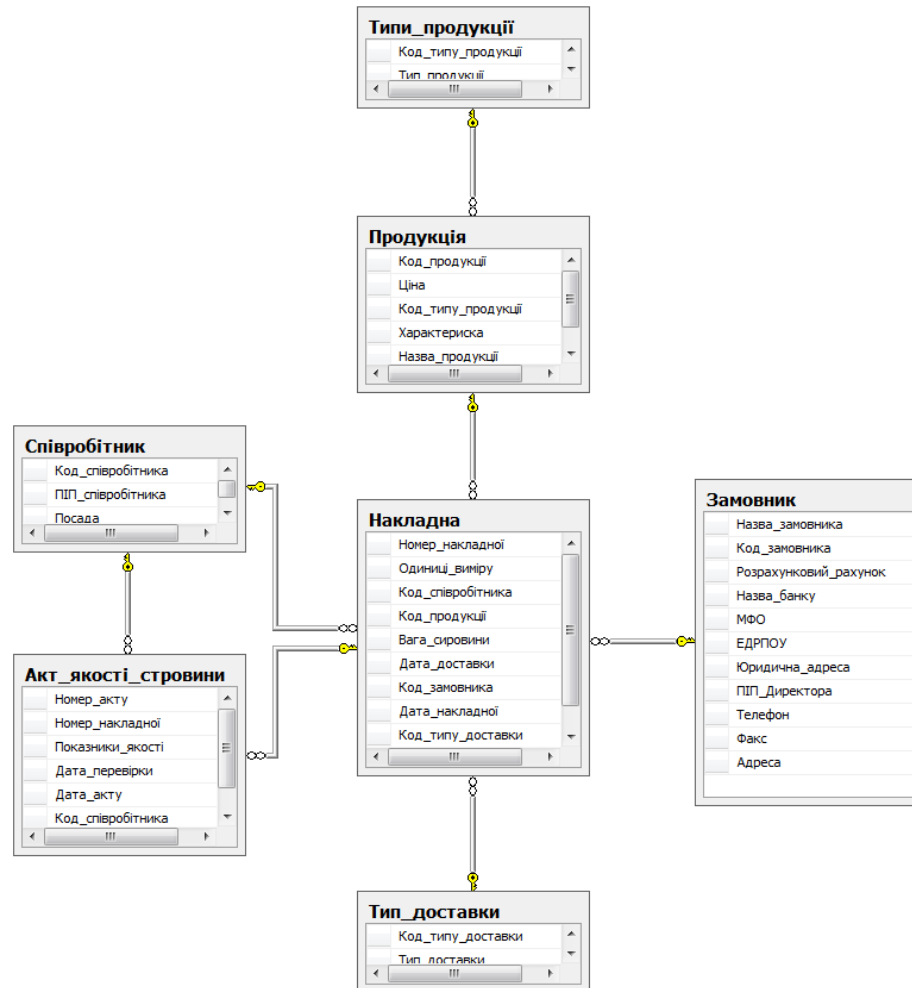 Типи_продукції
Код_типу_продукції
Тип_продукції
Продукція
Код_продукції
Ціна
Код_типу_продукції
Характериска
Назва_продукції
Співробітник
Код_співробітника
ПІП_співробітника
Посада
Накладна
Номер_накладної
Одиниці_виміру
Код_співробітника
Код_продукції
Вага_сировини
Дата_доставки
Код_замовника
Дата_накладної
Код_типу_доставки
Замовник
Назва_замовника
Код_замовника
Розрахунковий_рахунок
Назва_банку
МФО
ЕДРПОУ
Юридична_адреса
ПІП_Директора
Телефон
Факс
Адреса
Акт_якості_стровини
Номер_акту
Номер_накладної
Показники_якості
Дата_перевірки
Дата_акту
Код_співробітника
Тип_доставки
Код_типу_доставки
Тип_доставки